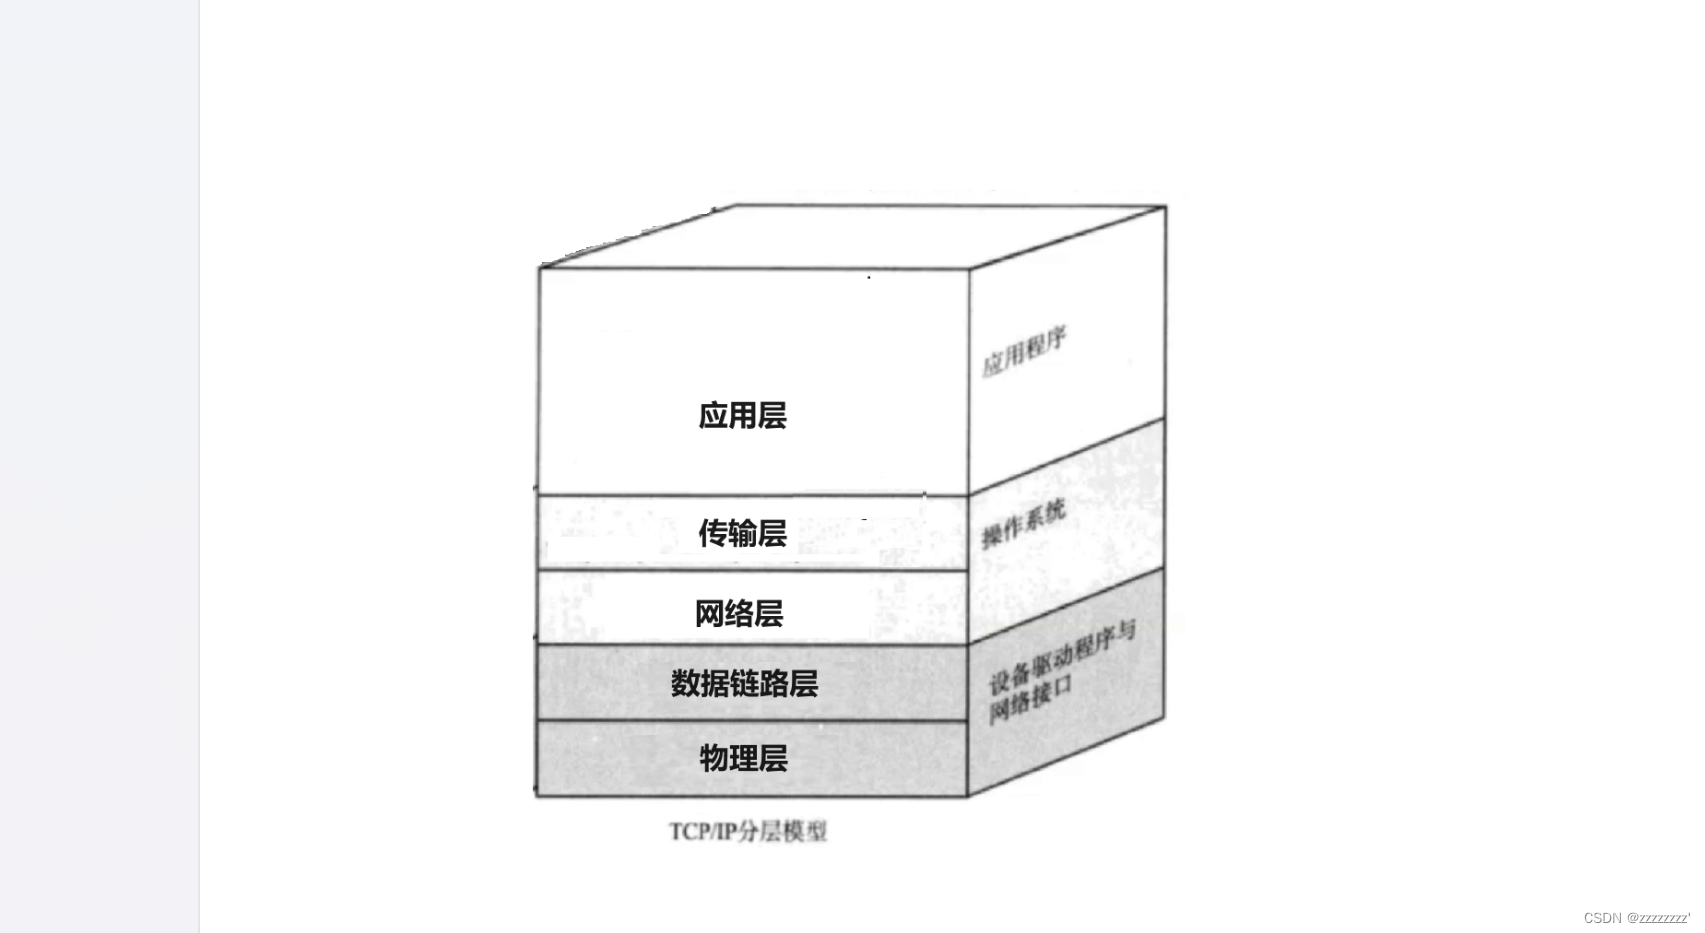 应用程序
应用层
操作系统
传输层
网络层
设备驱动程序与
网络接口
数据链路层
物理层
TCP/IP分层模型
CSDN @zzzzzzzz'